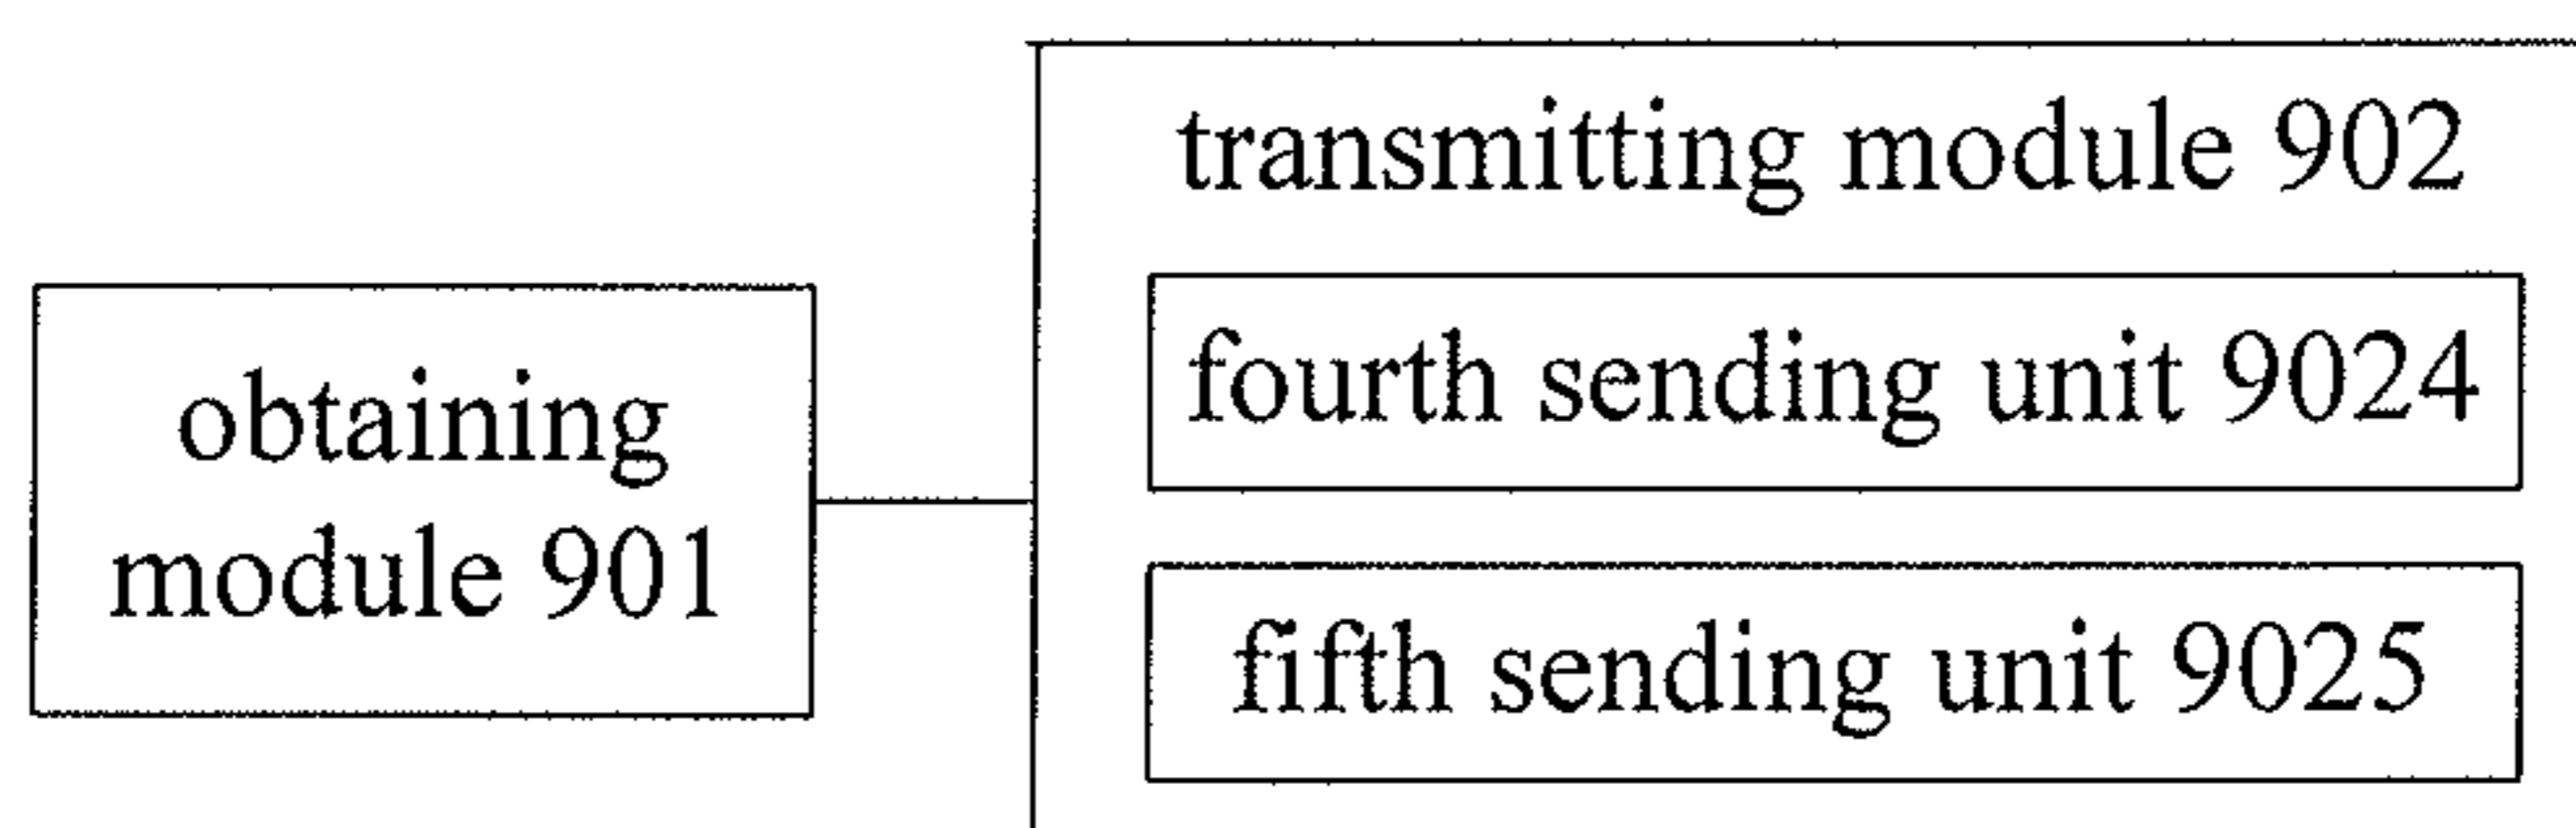 obtaining
module 901
transmitting module 902
fourth sending unit 9024
fifth sending unit 9025